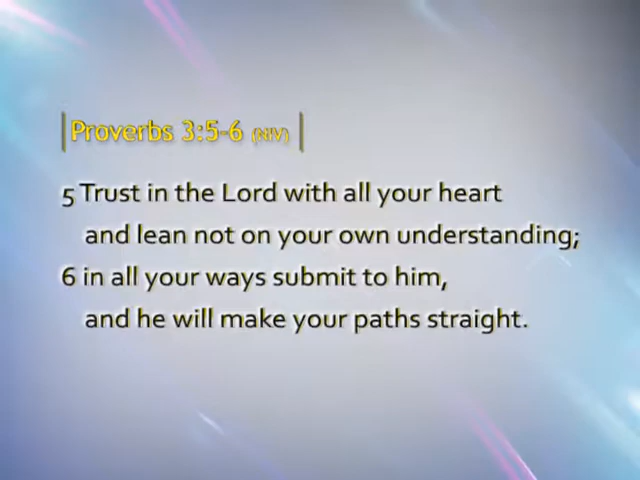 Proverbs 3:5-6 (NIV)
5 Trust in the Lord with all your heart
and lean not on your own understanding;
6 in all your ways submit to him,
and he will make your paths straight.